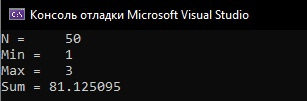 Консоль отладки Microsoft Visual Studio
N =     50
Min =   1
Max =   3
Sum = 81.125095